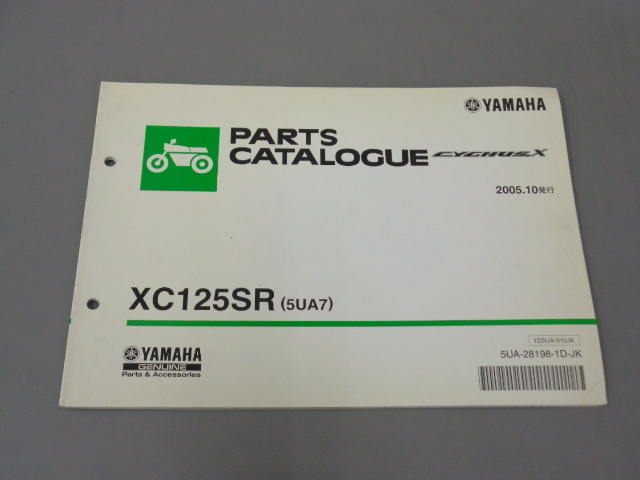 YAMAHA
PARTS
CATALOGUE CYGNUS X
2005.10発行
XC125SR (5UA7)
1D5UA-010JK
5UA-28198-1D-JK
YAMAHA
GENUINE
Parts & Accessories